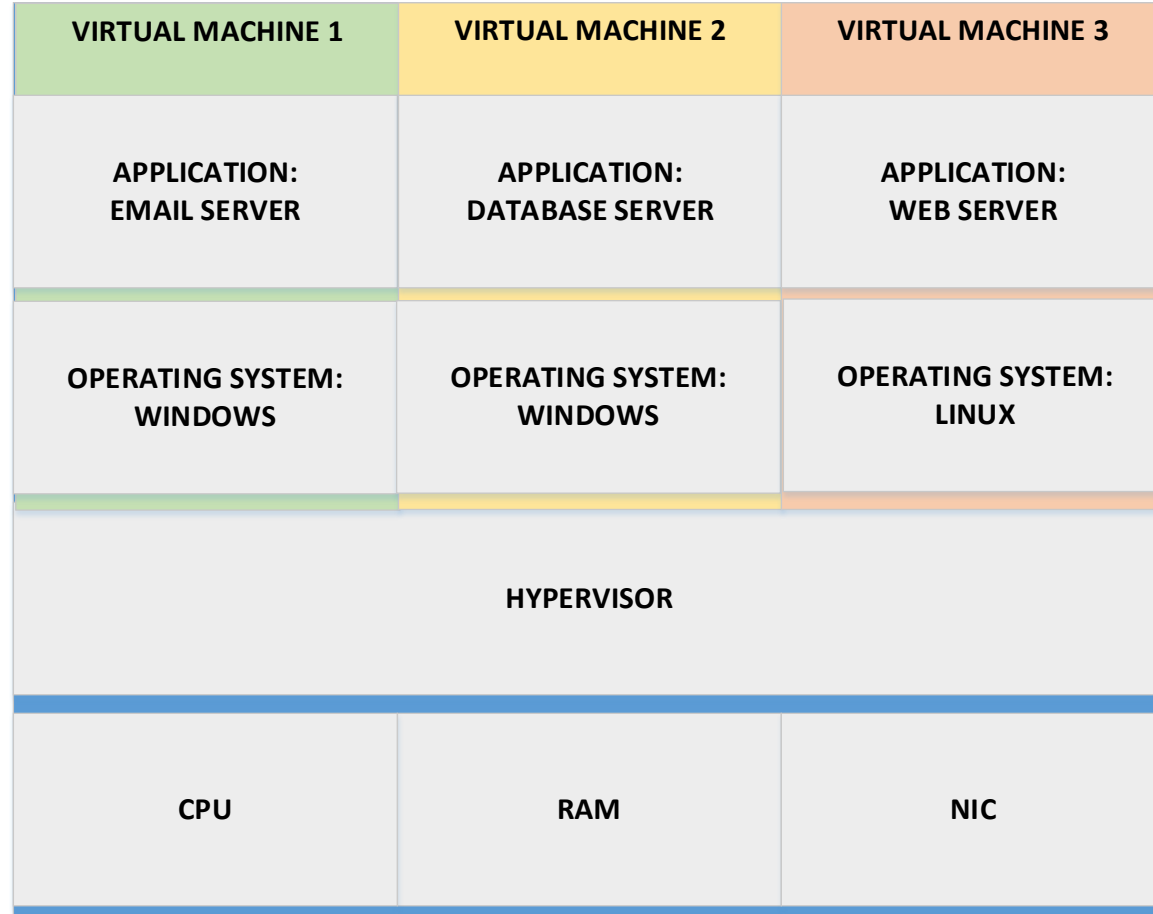 VIRTUAL MACHINE 1
VIRTUAL MACHINE 2
VIRTUAL MACHINE 3
APPLICATION:
EMAIL SERVER
APPLICATION:
DATABASE SERVER
APPLICATION:
WEB SERVER
OPERATING SYSTEM:
WINDOWS
OPERATING SYSTEM:
WINDOWS
OPERATING SYSTEM:
LINUX
HYPERVISOR
CPU
RAM
NIC